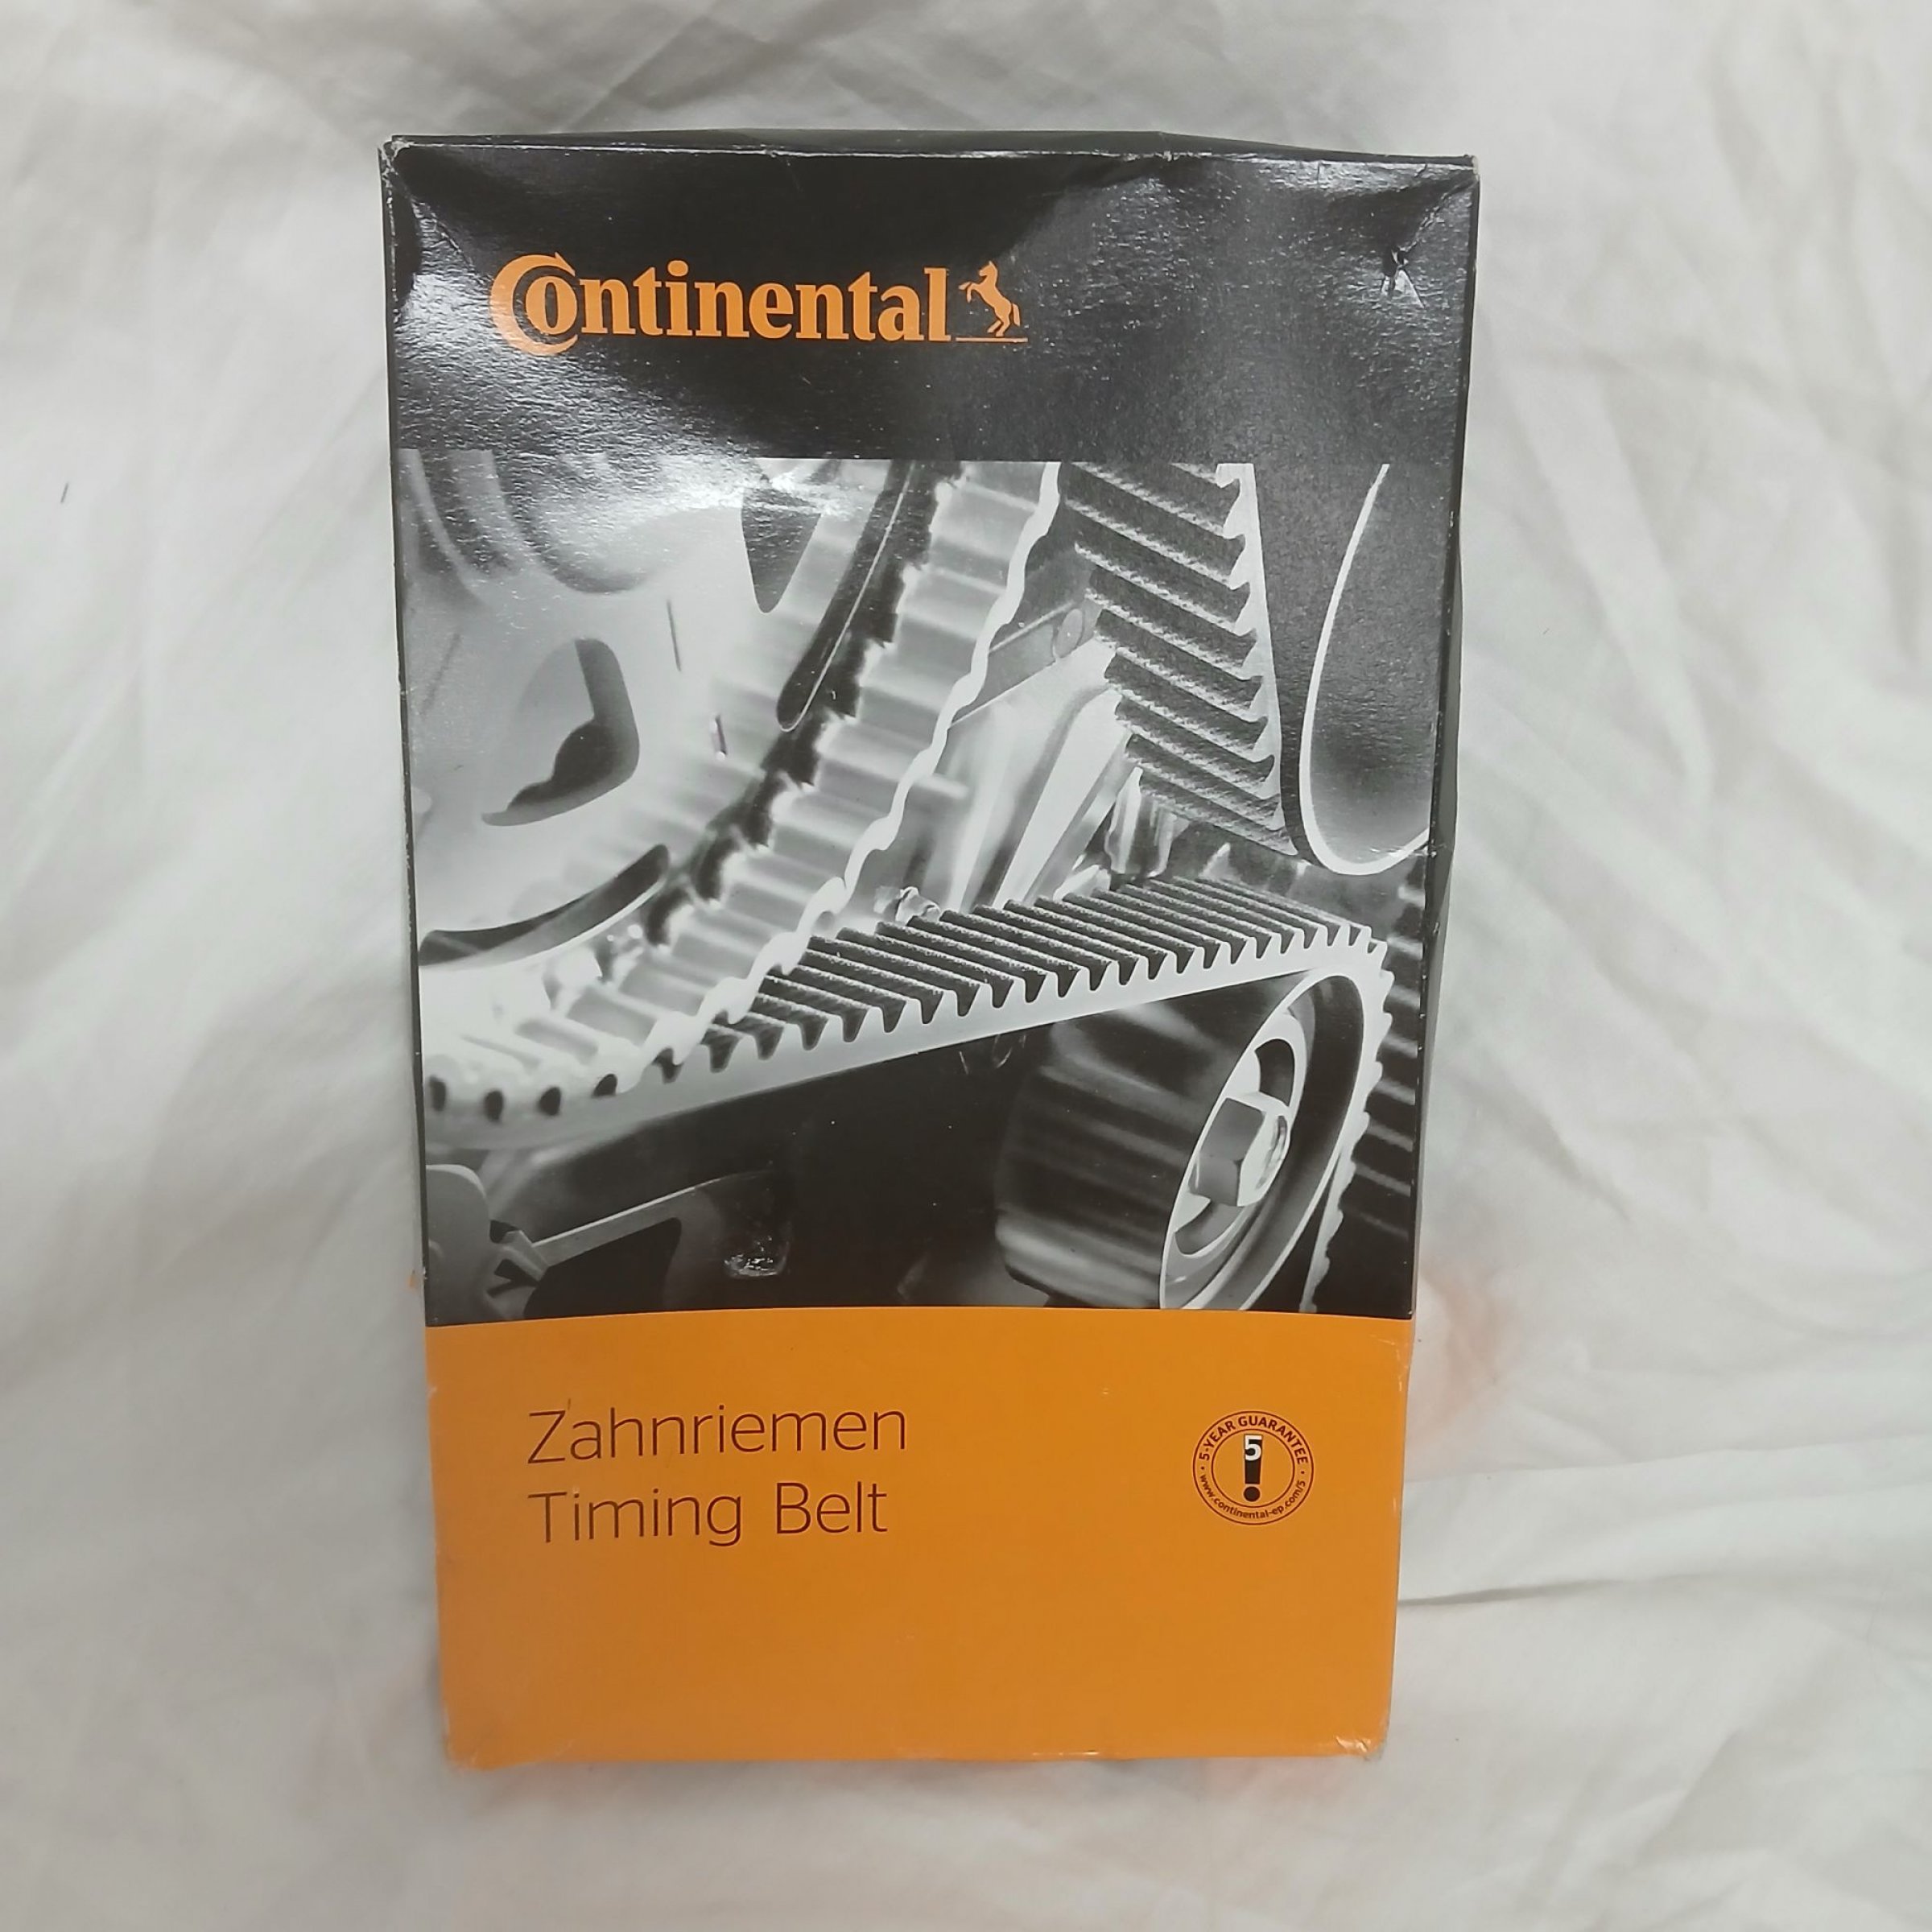 Continental
Zahnriemen
Timing Belt
5-YEAR GUARANTEE
5
www.continental-ep.com/5